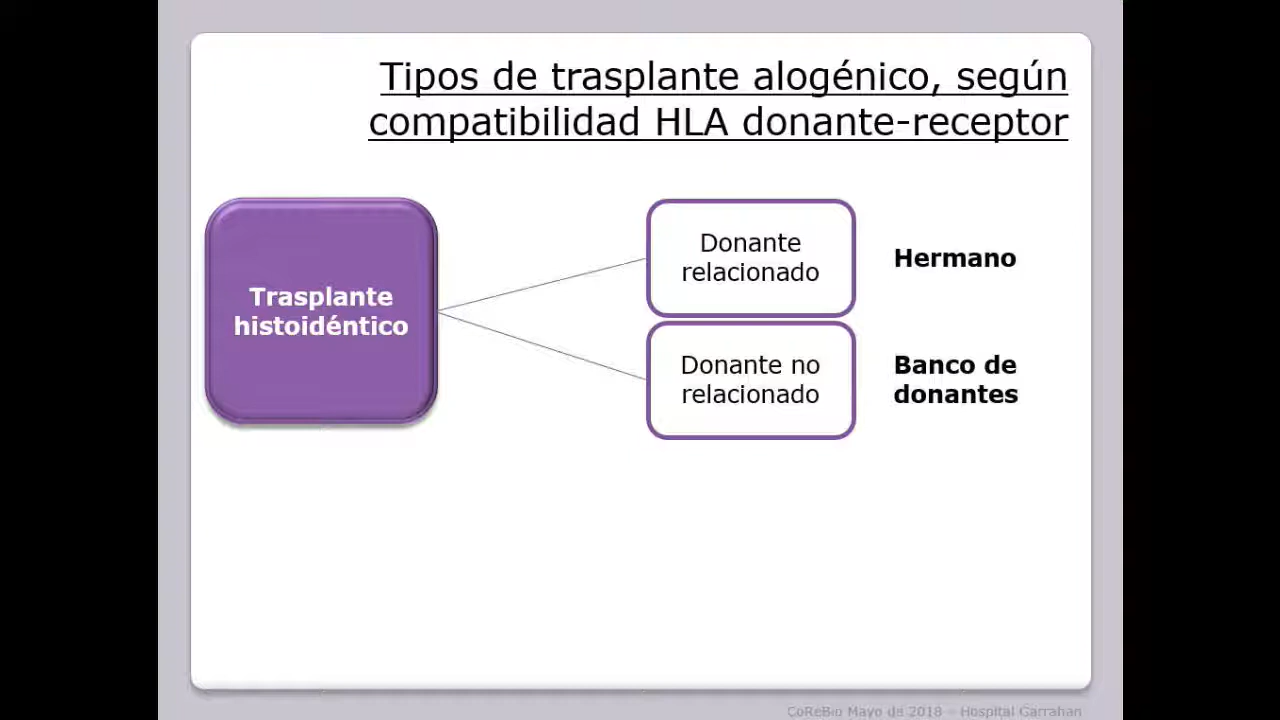 Tipos de trasplante alogénico, según
compatibilidad HLA donante-receptor
Trasplante
histoidéntico
Donante
relacionado
Hermano
Donante no
relacionado
Banco de
donantes
CoReBio Mayo de 2018 - Hospital Garrahan